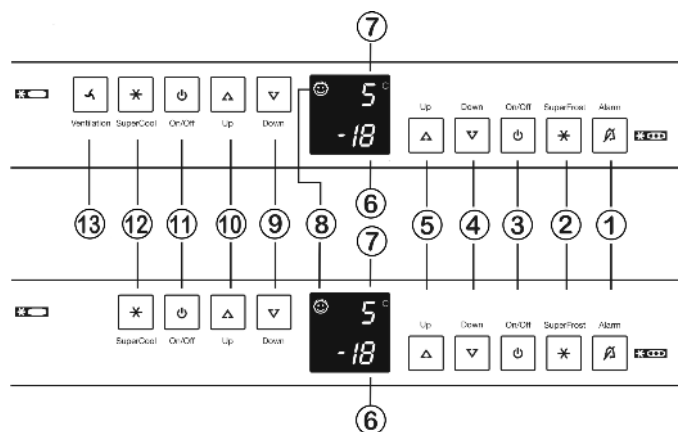 7
5 °C
-18
Up Down On/Off SuperFrost Alarm
Ventilation SuperCool On/Off Up Down
6
13 12 11 10 9 8 7 5 4 3 2 1
5 °C
-18
Up Down On/Off SuperFrost Alarm
SuperCool On/Off Up Down
6